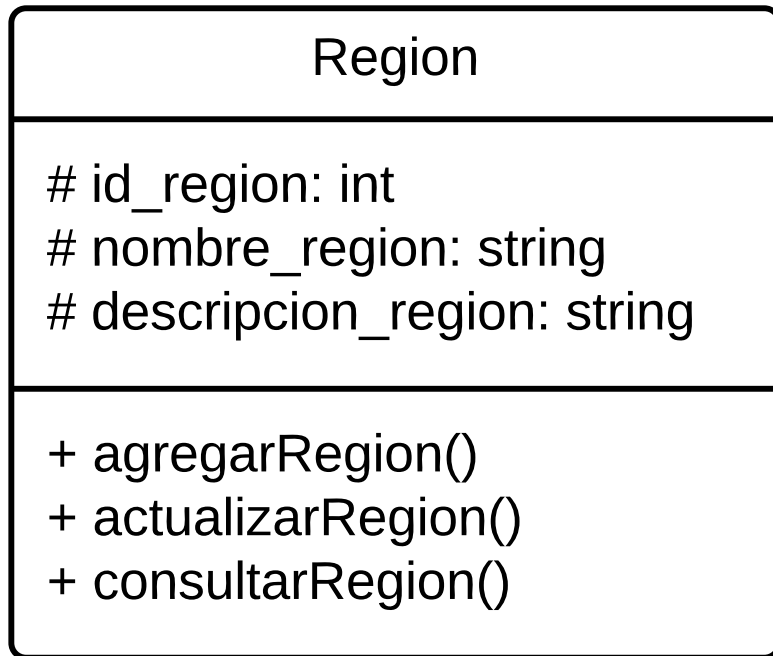 Region
# id_region: int
# nombre_region: string
# descripcion_region: string
+ agregarRegion()
+ actualizarRegion()
+ consultarRegion()